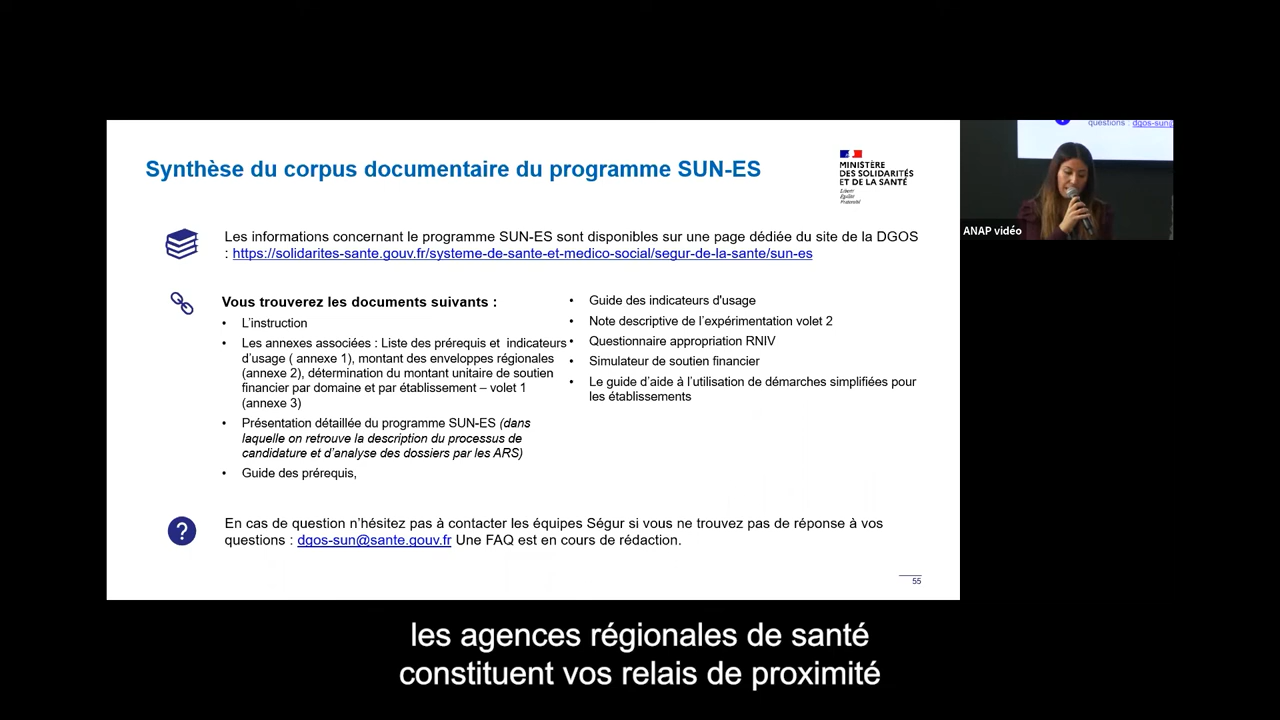 Synthèse du corpus documentaire du programme SUN-ES
MINISTÈRE
DES SOLIDARITÉS
ET DE LA SANTÉ
Liberté
Égalité
Fraternité
questions : dgos-sun@
ANAP vidéo
Les informations concernant le programme SUN-ES sont disponibles sur une page dédiée du site de la DGOS
: https://solidarites-sante.gouv.fr/systeme-de-sante-et-medico-social/segur-de-la-sante/sun-es
Vous trouverez les documents suivants :
• L'instruction
• Les annexes associées : Liste des prérequis et indicateurs
d'usage ( annexe 1), montant des enveloppes régionales
(annexe 2), détermination du montant unitaire de soutien
financier par domaine et par établissement – volet 1
(annexe 3)
• Présentation détaillée du programme SUN-ES (dans
laquelle on retrouve la description du processus de
candidature et d'analyse des dossiers par les ARS)
• Guide des prérequis,
• Guide des indicateurs d'usage
• Note descriptive de l'expérimentation volet 2
• Questionnaire appropriation RNIV
• Simulateur de soutien financier
• Le guide d'aide à l'utilisation de démarches simplifiées pour
les établissements
?
En cas de question n'hésitez pas à contacter les équipes Ségur si vous ne trouvez pas de réponse à vos
questions : dgos-sun@sante.gouv.fr Une FAQ est en cours de rédaction.
55
les agences régionales de santé
constituent vos relais de proximité